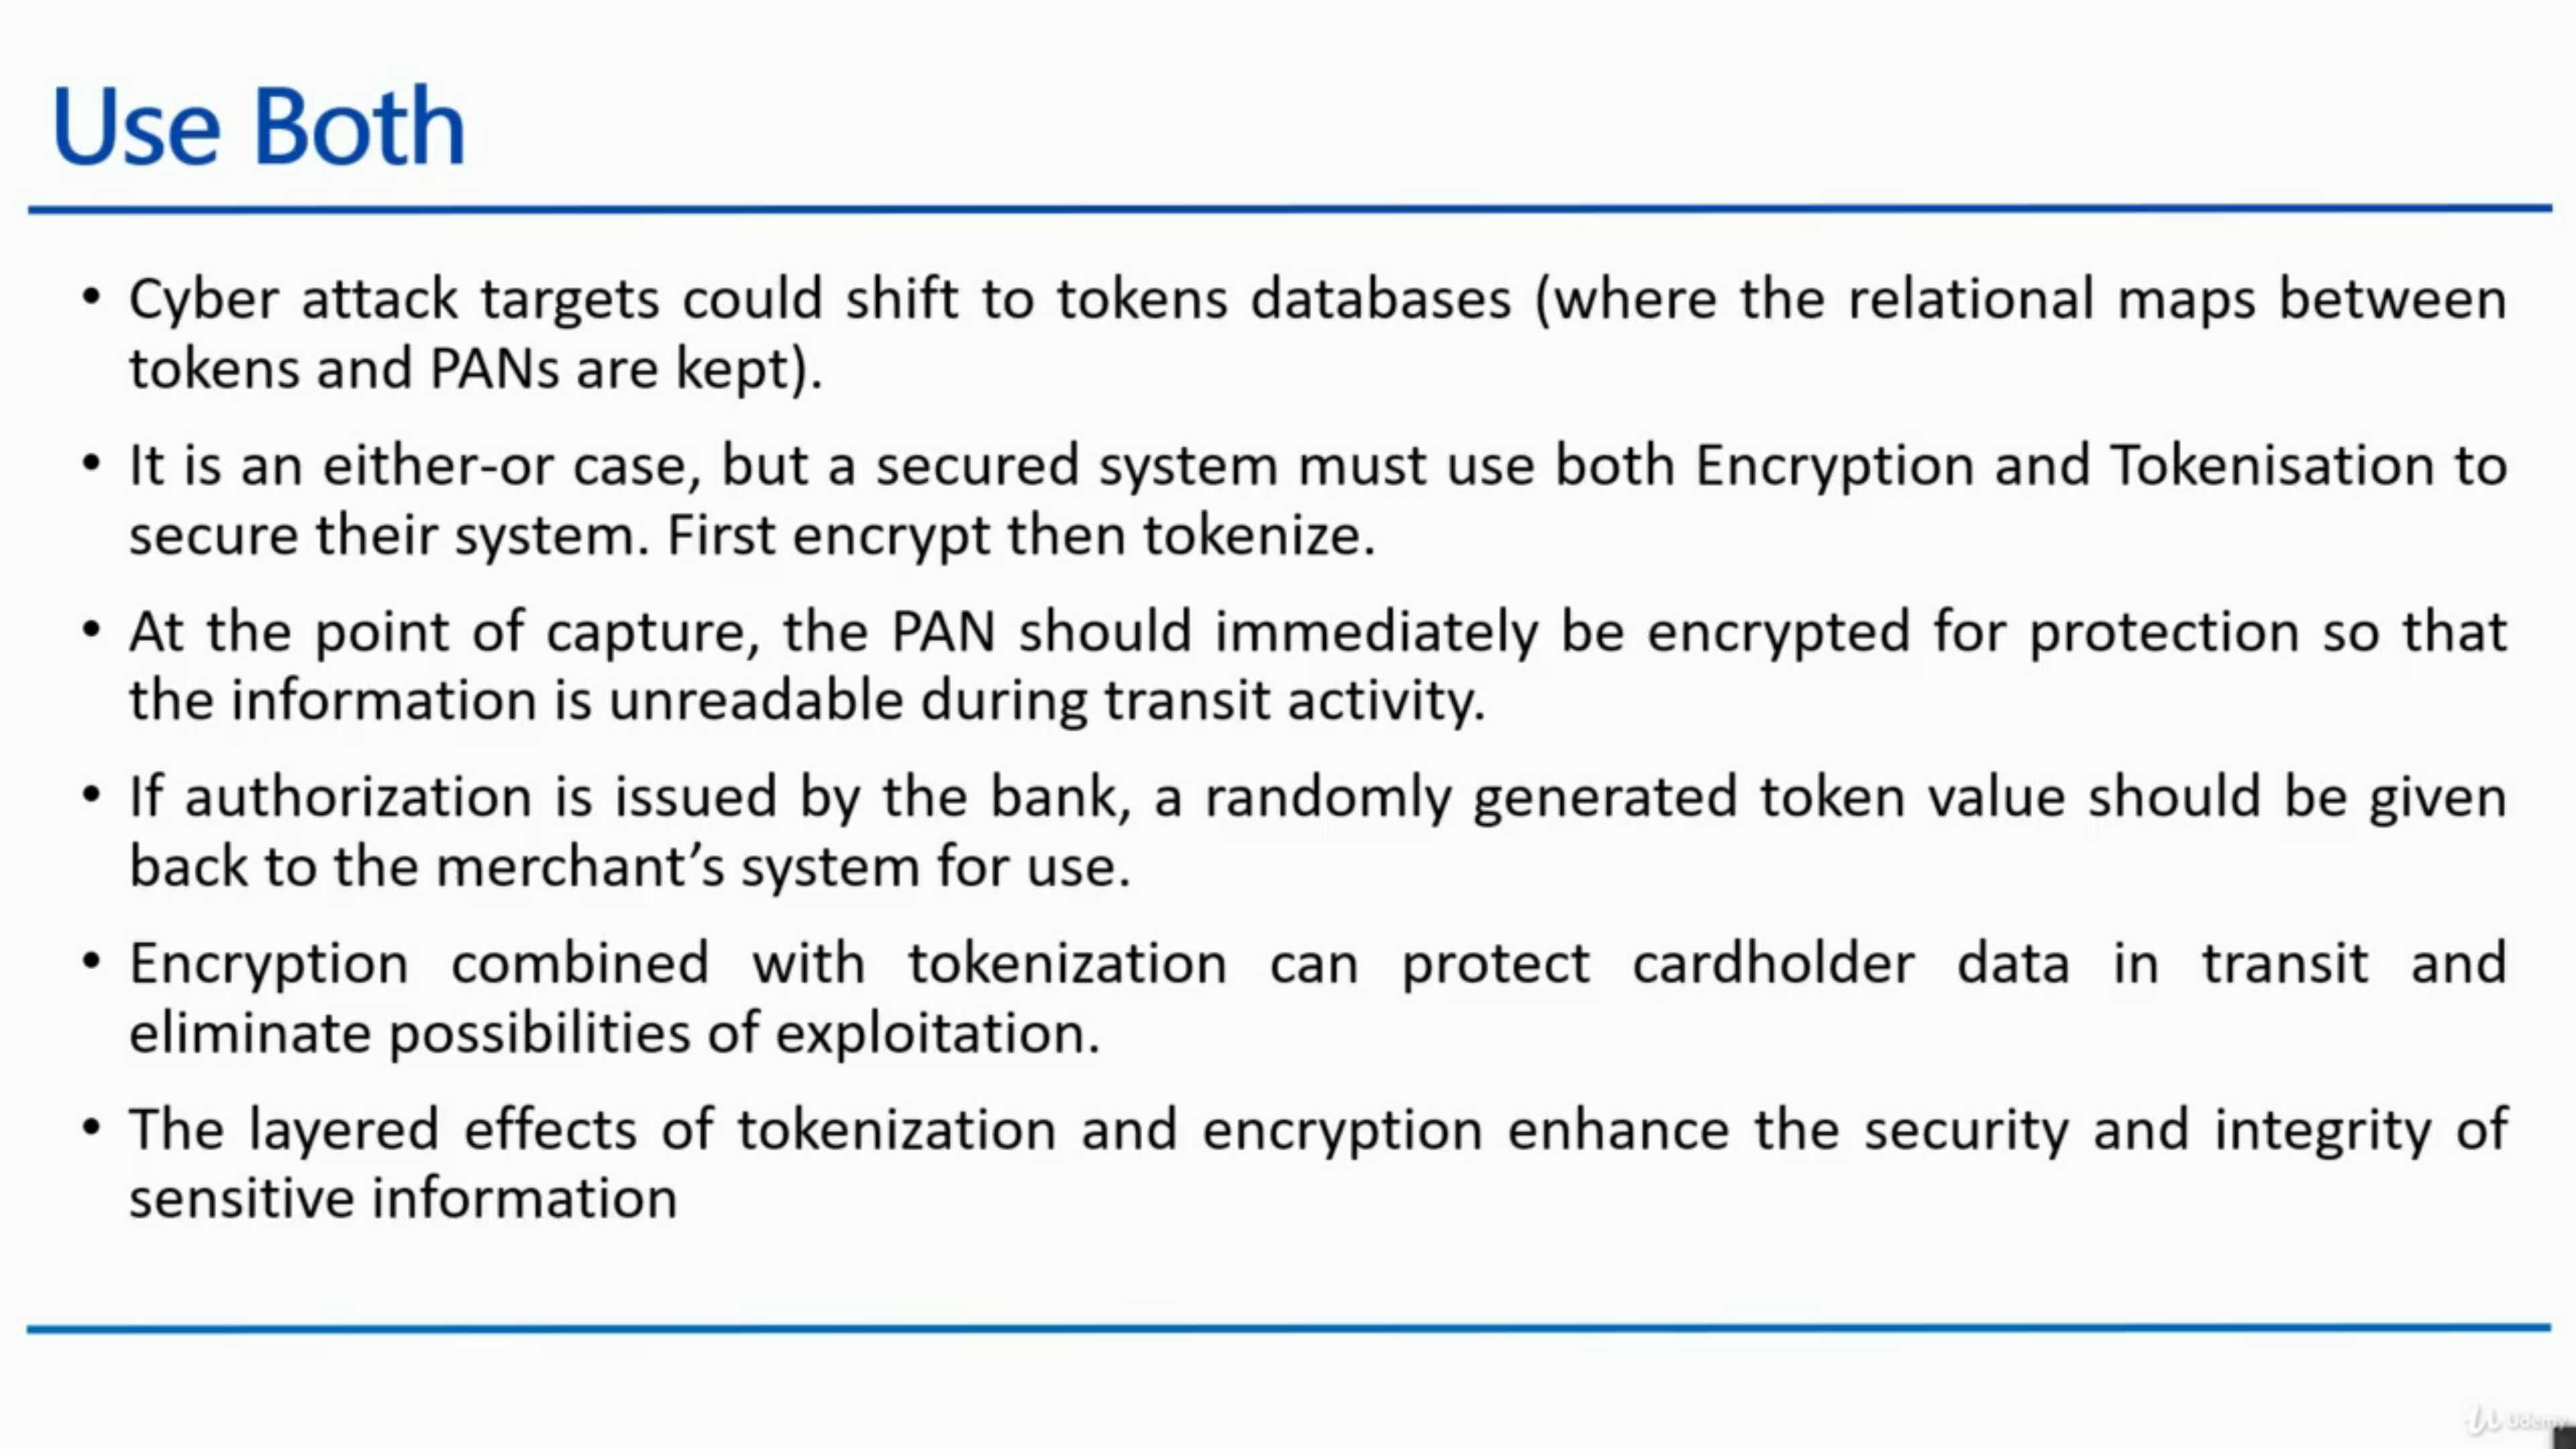 Use Both
• Cyber attack targets could shift to tokens databases (where the relational maps between
tokens and PANs are kept).
• It is an either-or case, but a secured system must use both Encryption and Tokenisation to
secure their system. First encrypt then tokenize.
• At the point of capture, the PAN should immediately be encrypted for protection so that
the information is unreadable during transit activity.
• If authorization is issued by the bank, a randomly generated token value should be given
back to the merchant’s system for use.
• Encryption combined with tokenization can protect cardholder data in transit and
eliminate possibilities of exploitation.
• The layered effects of tokenization and encryption enhance the security and integrity of
sensitive information
Udemy